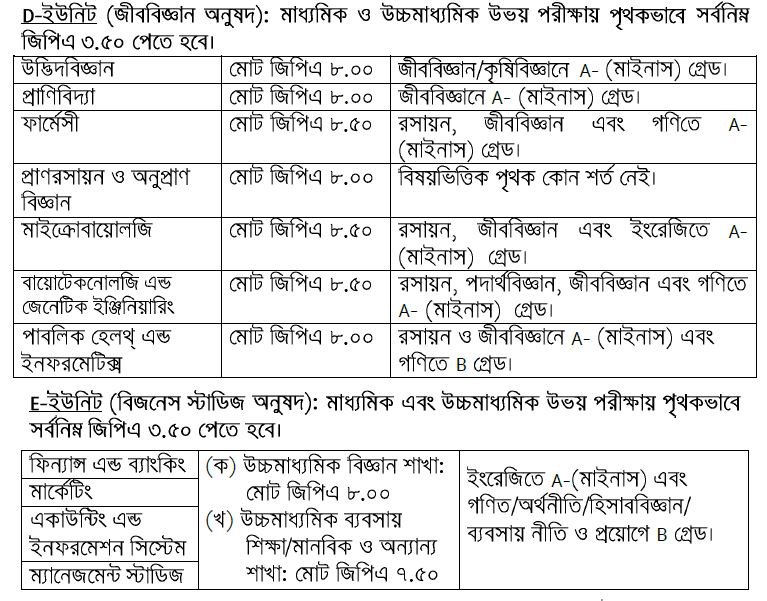 D-ইউনিট (জীববিজ্ঞান অনুষদ): মাধ্যমিক ও উচ্চমাধ্যমিক উভয় পরীক্ষায় পৃথকভাবে সর্বনিম্ন
জিপিএ ৩.৫০ পেতে হবে।
উদ্ভিদবিজ্ঞান মোট জিপিএ ৮.০০ জীববিজ্ঞান/কৃষিবিজ্ঞানে A- (মাইনাস) গ্রেড।
প্রাণিবিদ্যা মোট জিপিএ ৮.০০ জীববিজ্ঞানে A- (মাইনাস) গ্রেড।
ফার্মেসী মোট জিপিএ ৮.৫০ রসায়ন, জীববিজ্ঞান এবং গণিতে A-
(মাইনাস) গ্রেড।
প্রাণরসায়ন ও অনুপ্রাণ মোট জিপিএ ৮.০০ বিষয়ভিত্তিক পৃথক কোন শর্ত নেই।
বিজ্ঞান
মাইক্রোবায়োলজি মোট জিপিএ ৮.৫০ রসায়ন, জীববিজ্ঞান এবং ইংরেজিতে A-
(মাইনাস) গ্রেড।
বায়োটেকনোলজি এন্ড মোট জিপিএ ৮.৫০ রসায়ন, পদার্থবিজ্ঞান, জীববিজ্ঞান এবং গণিতে
জেনেটিক ইঞ্জিনিয়ারিং A- (মাইনাস) গ্রেড।
পাবলিক হেলথ্ এন্ড মোট জিপিএ ৮.০০ রসায়ন ও জীববিজ্ঞানে A- (মাইনাস) এবং
ইনফরমেটিক্স গণিতে B গ্রেড।
E-ইউনিট (বিজনেস স্টাডিজ অনুষদ): মাধ্যমিক এবং উচ্চমাধ্যমিক উভয় পরীক্ষায় পৃথকভাবে
সর্বনিম্ন জিপিএ ৩.৫০ পেতে হবে।
ফিন্যান্স এন্ড ব্যাংকিং
মার্কেটিং
একাউন্টিং এন্ড
ইনফরমেশন সিস্টেম
ম্যানেজমেন্ট স্টাডিজ
(ক) উচ্চমাধ্যমিক বিজ্ঞান শাখা:
মোট জিপিএ ৮.০০
(খ) উচ্চমাধ্যমিক ব্যবসায়
শিক্ষা/মানবিক ও অন্যান্য
শাখা: মোট জিপিএ ৭.৫০
ইংরেজিতে A-(মাইনাস) এবং
গণিত/অর্থনীতি/হিসাববিজ্ঞান/
ব্যবসায় নীতি ও প্রয়োগে B গ্রেড।